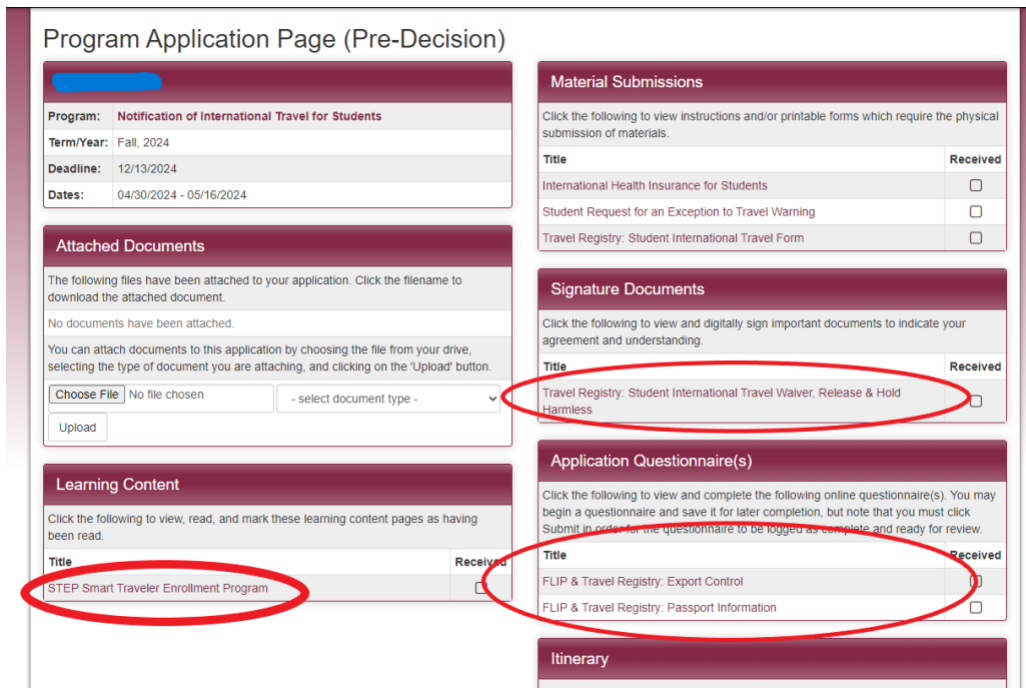 Program Application Page (Pre-Decision)
Program: Notification of International Travel for Students
Term/Year: Fall, 2024
Deadline: 12/13/2024
Dates: 04/30/2024 - 05/16/2024
Attached Documents
The following files have been attached to your application. Click the filename to
download the attached document.
No documents have been attached.
You can attach documents to this application by choosing the file from your drive,
selecting the type of document you are attaching, and clicking on the 'Upload' button.
Choose File No file chosen - select document type -
Upload
Learning Content
Click the following to view, read, and mark these learning content pages as having
been read.
Title Received
STEP Smart Traveler Enrollment Program
Material Submissions
Click the following to view instructions and/or printable forms which require the physical
submission of materials.
Title Received
International Health Insurance for Students
Student Request for an Exception to Travel Warning
Travel Registry: Student International Travel Form
Signature Documents
Click the following to view and digitally sign important documents to indicate your
agreement and understanding.
Title Received
Travel Registry: Student International Travel Waiver, Release & Hold
Harmless
Application Questionnaire(s)
Click the following to view and complete the following online questionnaire(s). You may
begin a questionnaire and save it for later completion, but note that you must click
Submit in order for the questionnaire to be logged as complete and ready for review.
Title Received
FLIP & Travel Registry: Export Control
FLIP & Travel Registry: Passport Information
Itinerary